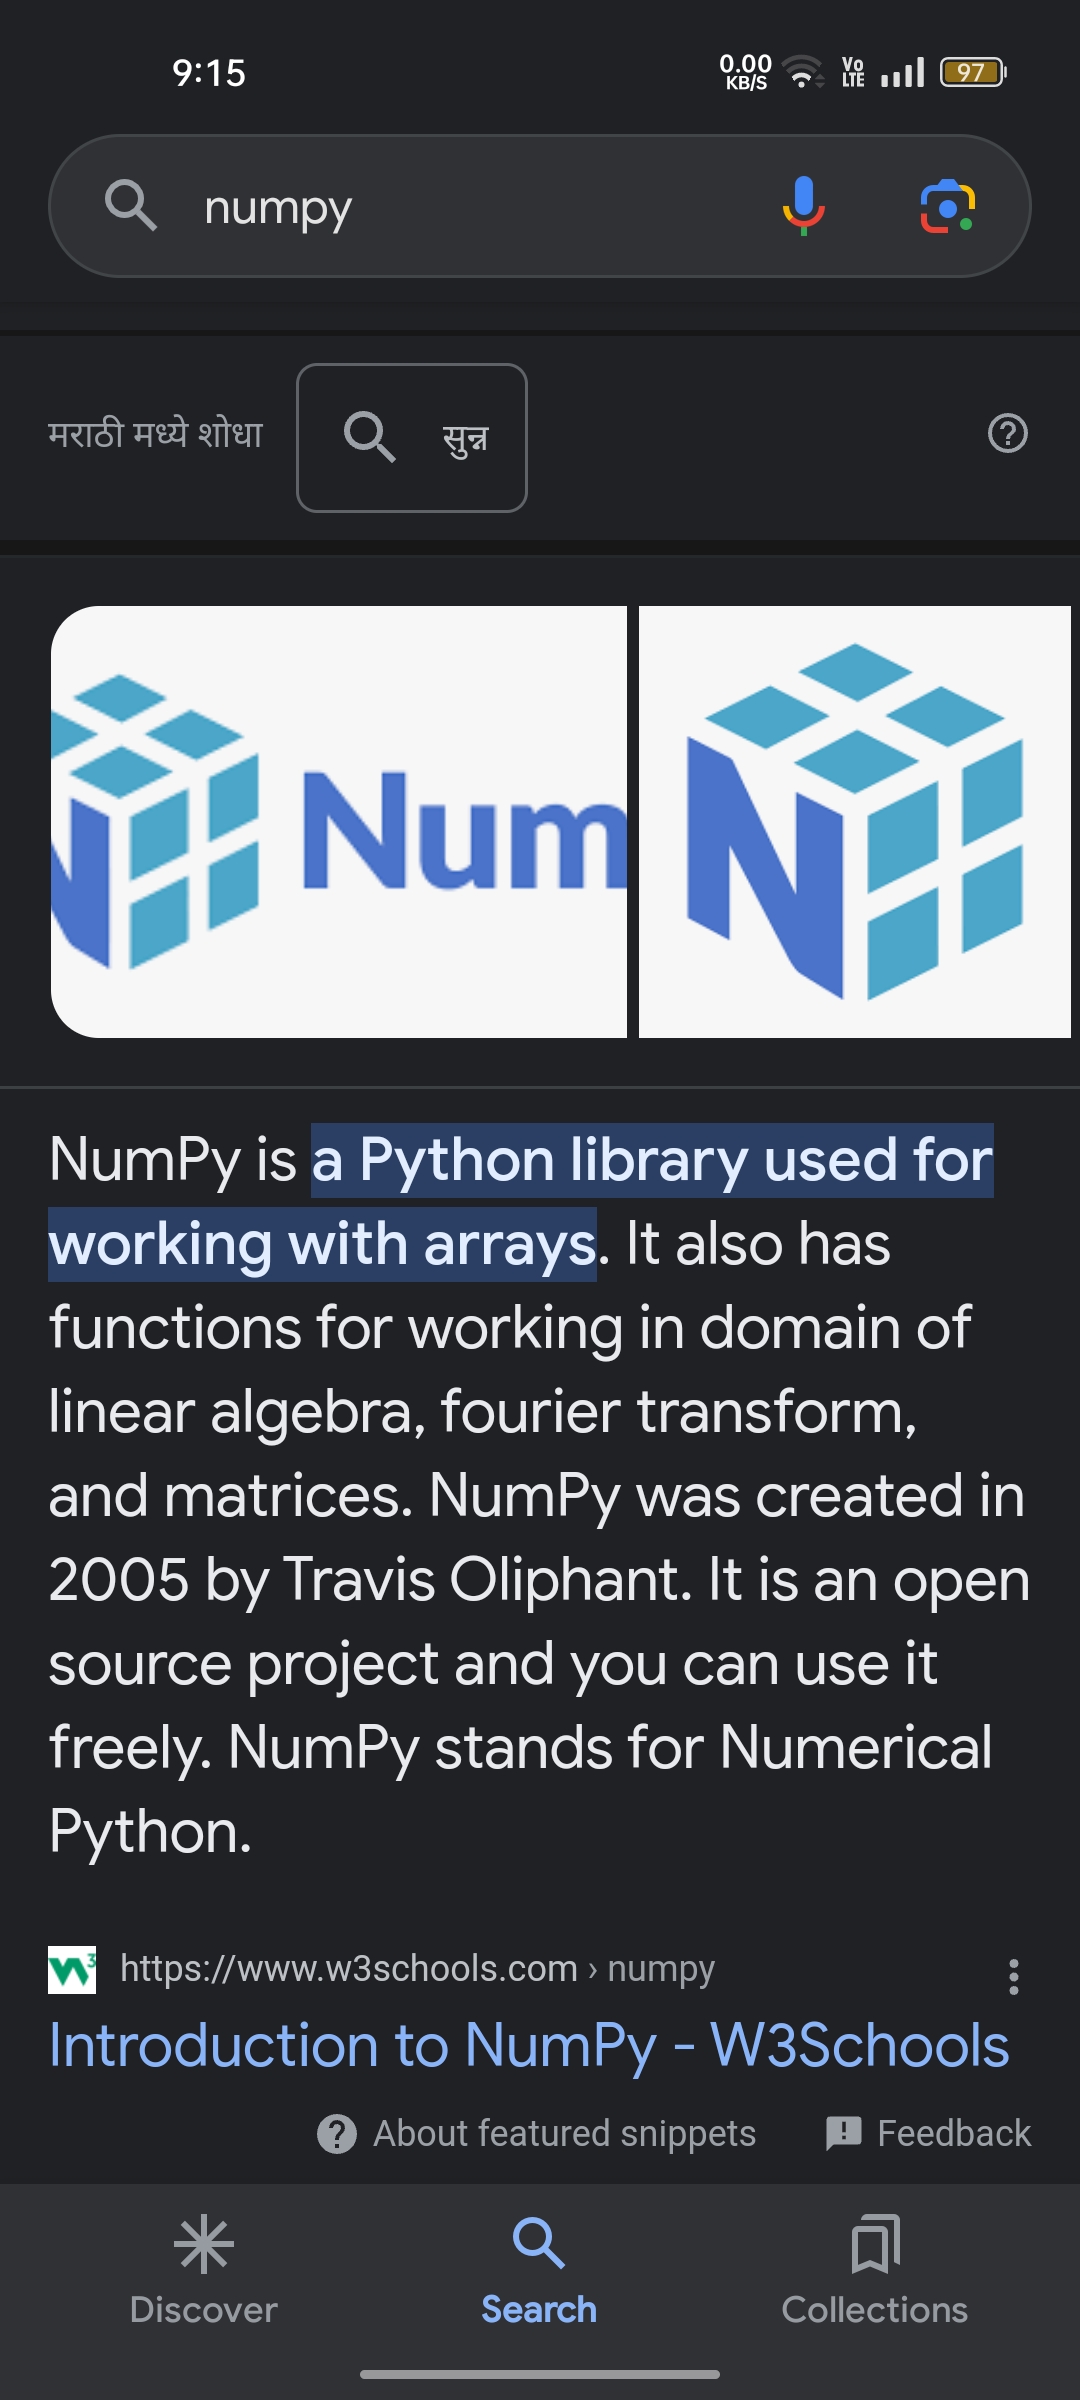 9:15
0.00
KB/S
Vo
LTE
97
numpy
मराठी मध्ये शोधा
सुन्न
Num
N
NumPy is a Python library used for
working with arrays. It also has
functions for working in domain of
linear algebra, fourier transform,
and matrices. NumPy was created in
2005 by Travis Oliphant. It is an open
source project and you can use it
freely. NumPy stands for Numerical
Python.
https://www.w3schools.com › numpy
Introduction to NumPy - W3Schools
About featured snippets
Feedback
Discover
Search
Collections